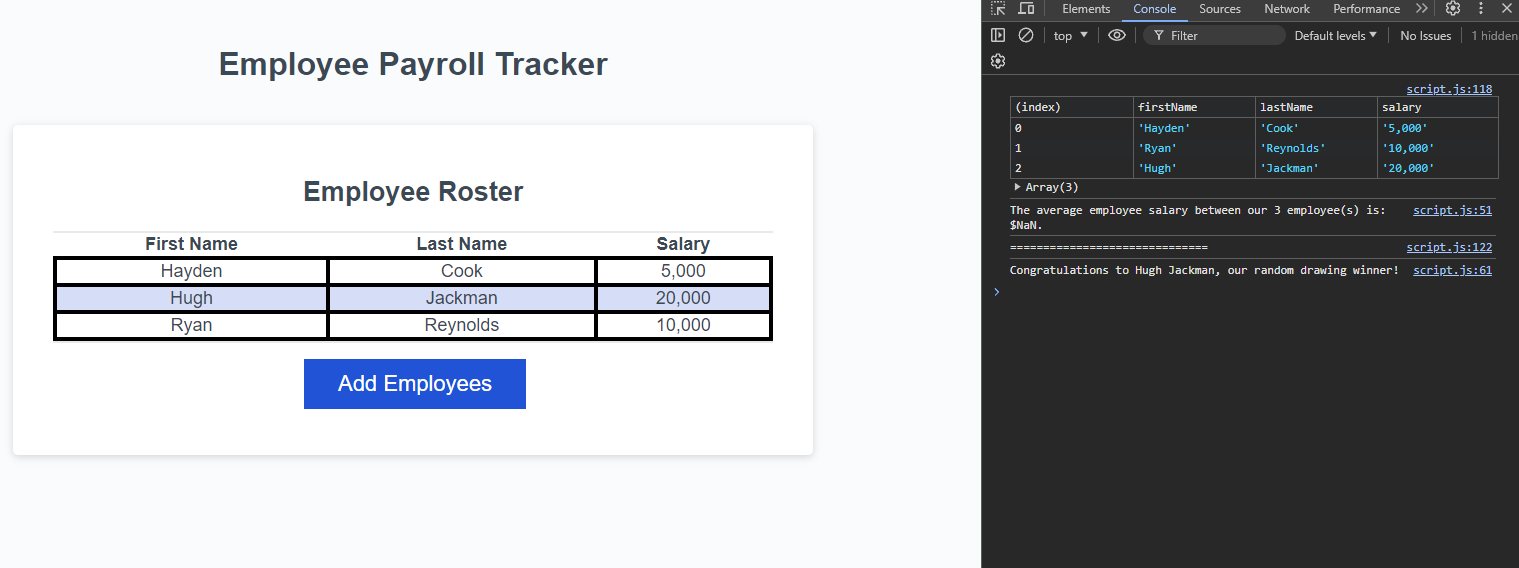 Employee Payroll Tracker
Employee Roster
First Name Last Name Salary
Hayden Cook 5,000
Hugh Jackman 20,000
Ryan Reynolds 10,000
Add Employees
Elements Console Sources Network Performance
top Filter Default levels No Issues 1 hidden
script.js:118
(index) firstName lastName salary
0 'Hayden' 'Cook' '5,000'
1 'Ryan' 'Reynolds' '10,000'
2 'Hugh' 'Jackman' '20,000'
Array(3)
The average employee salary between our 3 employee(s) is: script.js:51
$NaN.
============================== script.js:122
Congratulations to Hugh Jackman, our random drawing winner! script.js:61